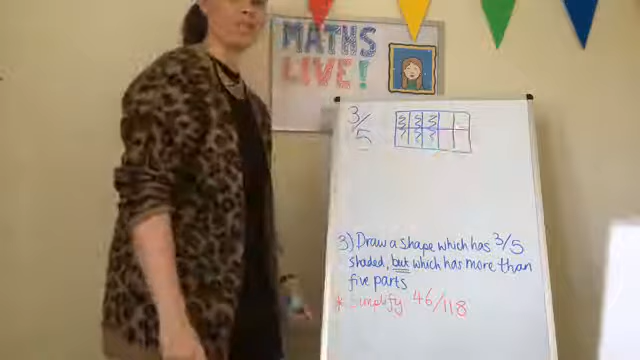 MATHS
LIVE!
3/5
3) Draw a shape which has 3/5
shaded, but which has more than
five parts
* Simplify 46/118